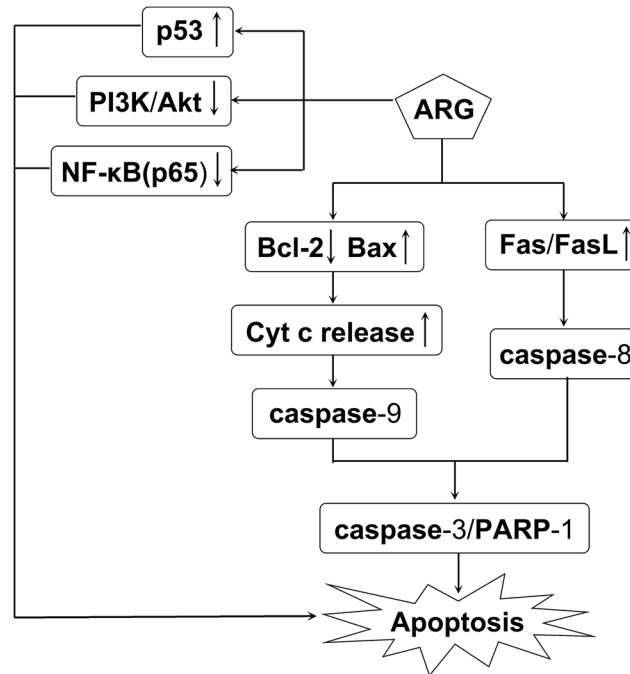 p53 ↑
PI3K/Akt ↓
ARG
NF-κB(p65) ↓
Bcl-2↓ Bax↑
Fas/FasL↑
Cyt c release ↑
caspase-8
caspase-9
caspase-3/PARP-1
Apoptosis